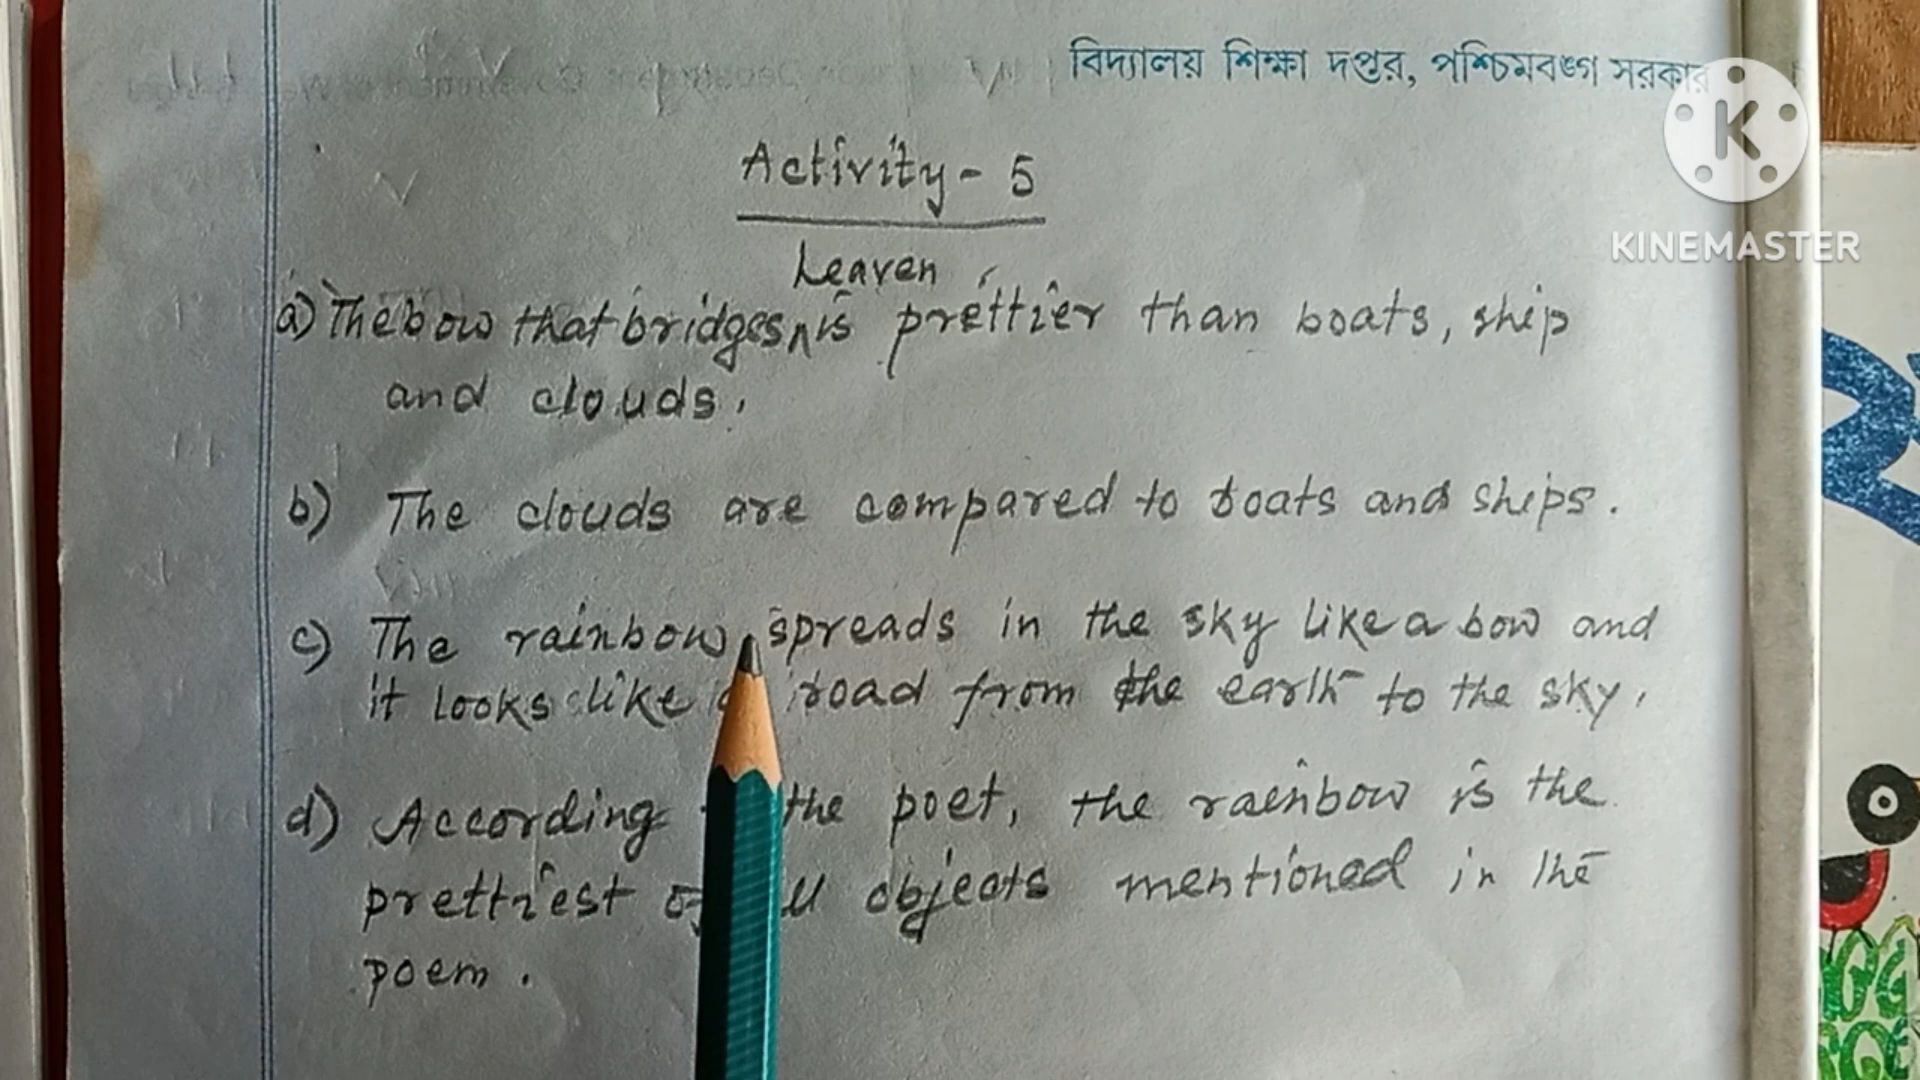 বিদ্যালয় শিক্ষা দপ্তর, পশ্চিমবঙ্গ সরকার
KINEMASTER
Activity - 5
heaven
a) The bow that bridges ^ is prettier than boats, ship
and clouds.
b) The clouds are compared to boats and ships.
c) The rainbow spreads in the sky like a bow and
it looks like road from the earth to the sky.
d) According the poet, the rainbow is the
prettiest objects mentioned in the
poem.